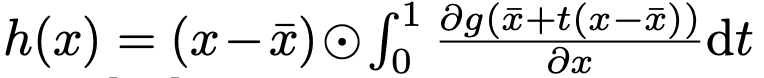 h(x) = (x − x̄) ⊙ ∫₀¹ ∂g(x̄+t(x−x̄))/∂x dt